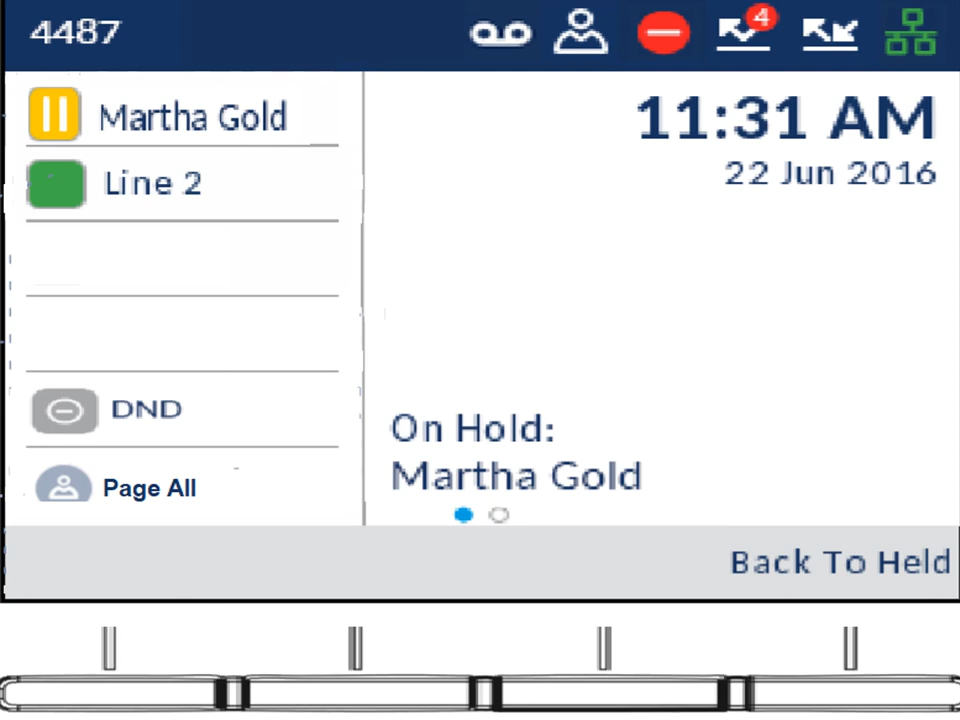 4487
4
Martha Gold
Line 2
DND
Page All
11:31 AM
22 Jun 2016
On Hold:
Martha Gold
Back To Held